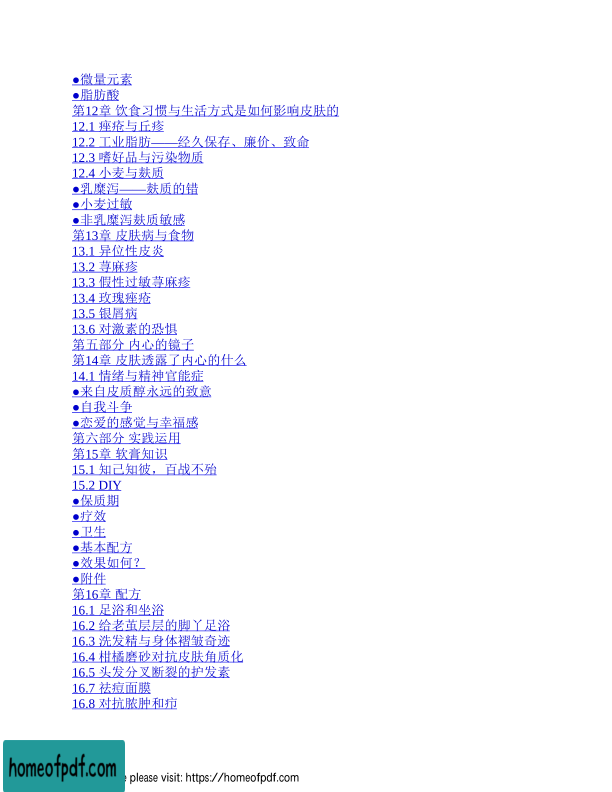 ●微量元素
●脂肪酸
第12章 饮食习惯与生活方式是如何影响皮肤的
12.1 痤疮与丘疹
12.2 工业脂肪——经久保存、廉价、致命
12.3 嗜好品与污染物质
12.4 小麦与麸质
●乳糜泻——麸质的错
●小麦过敏
●非乳糜泻麸质敏感
第13章 皮肤病与食物
13.1 异位性皮炎
13.2 荨麻疹
13.3 假性过敏荨麻疹
13.4 玫瑰痤疮
13.5 银屑病
13.6 对激素的恐惧
第五部分 内心的镜子
第14章 皮肤透露了内心的什么
14.1 情绪与精神官能症
●来自皮质醇永远的致意
●自我斗争
●恋爱的感觉与幸福感
第六部分 实践运用
第15章 软膏知识
15.1 知己知彼，百战不殆
15.2 DIY
●保质期
●疗效
●卫生
●基本配方
●效果如何？
●附件
第16章 配方
16.1 足浴和坐浴
16.2 给老茧层层的脚丫足浴
16.3 洗发精与身体褶皱奇迹
16.4 柑橘磨砂对抗皮肤角质化
16.5 头发分叉断裂的护发素
16.7 祛痘面膜
16.8 对抗脓肿和疖
homeofpdf.com
e please visit: https://homeofpdf.com